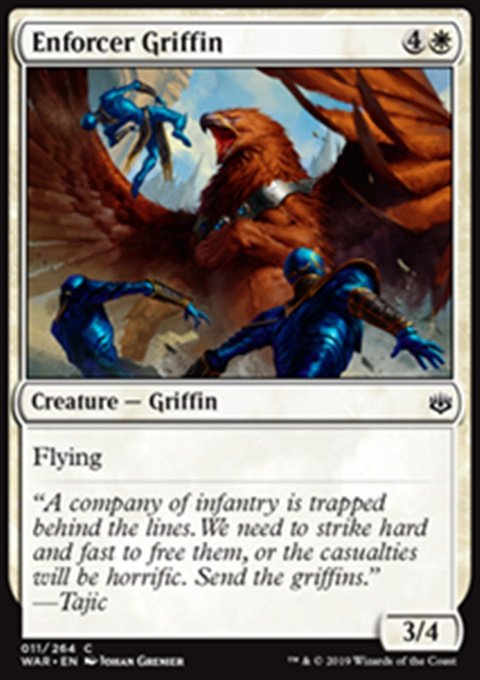 Enforcer Griffin 4
Creature — Griffin
Flying
“A company of infantry is trapped
behind the lines. We need to strike hard
and fast to free them, or the casualties
will be horrific. Send the griffins.”
—Tajic
3/4
011/264 C
WAR • EN Johan Grenier
™ & © 2019 Wizards of the Coast